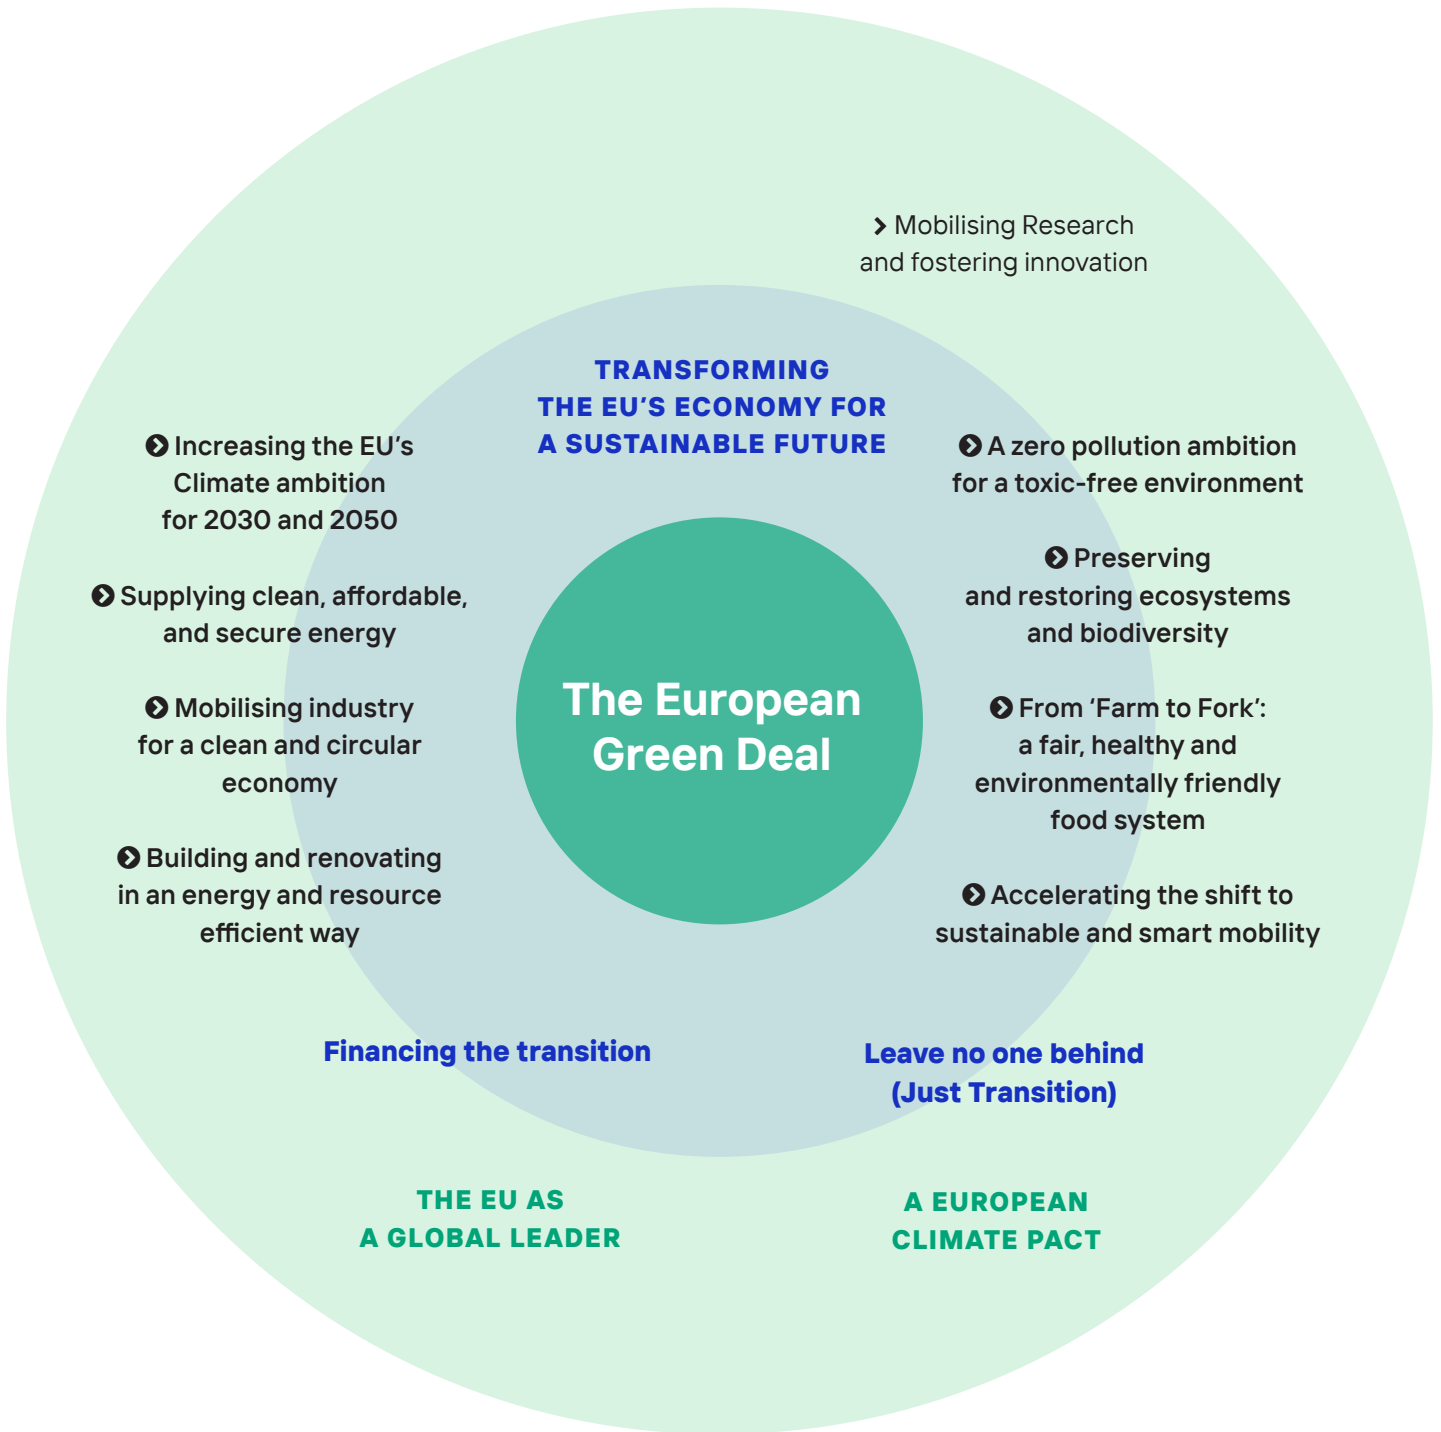 Mobilising Research
and fostering innovation
TRANSFORMING
THE EU’S ECONOMY FOR
A SUSTAINABLE FUTURE
Increasing the EU’s
Climate ambition
for 2030 and 2050
Supplying clean, affordable,
and secure energy
Mobilising industry
for a clean and circular
economy
Building and renovating
in an energy and resource
efficient way
The European
Green Deal
A zero pollution ambition
for a toxic-free environment
Preserving
and restoring ecosystems
and biodiversity
From ‘Farm to Fork’:
a fair, healthy and
environmentally friendly
food system
Accelerating the shift to
sustainable and smart mobility
Financing the transition
Leave no one behind
(Just Transition)
THE EU AS
A GLOBAL LEADER
A EUROPEAN
CLIMATE PACT